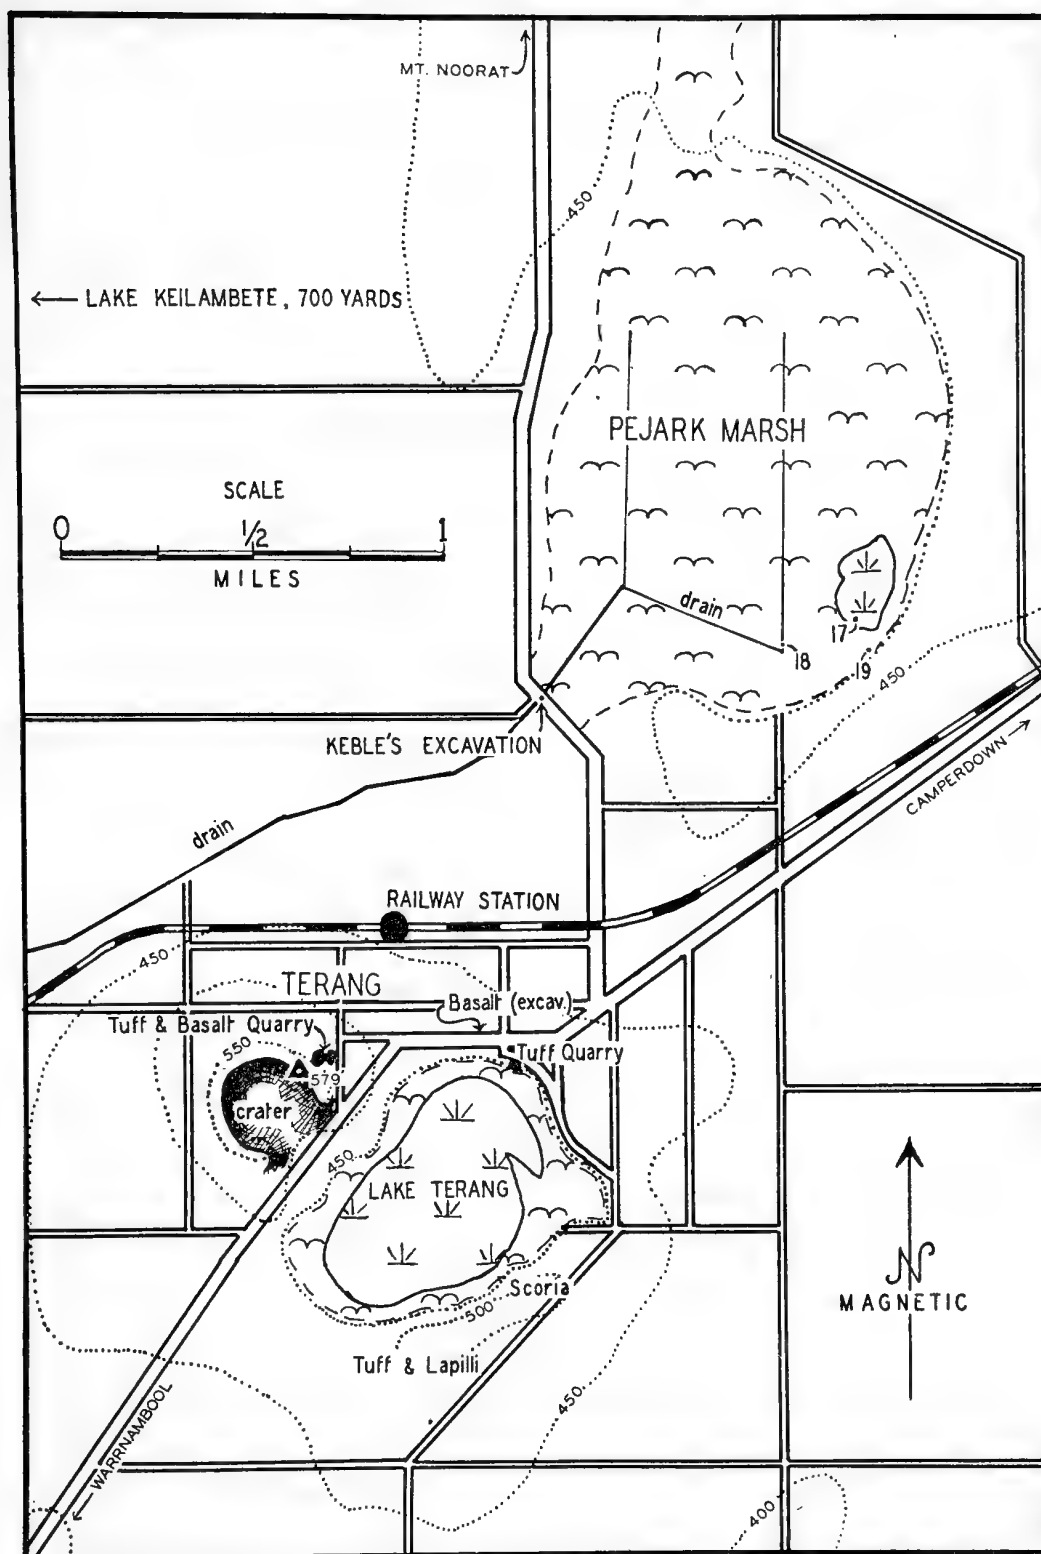 MT. NOORAT
450
← LAKE KEILAMBETE, 700 YARDS
PEJARK MARSH
SCALE
0 1/2 1
MILES
drain
17
18
19
450
KEBLE'S EXCAVATION
CAMPERDOWN →
drain
RAILWAY STATION
450
TERANG
Basalt (excav.)
Tuff & Basalt Quarry
550
Tuff Quarry
579
crater
450
LAKE TERANG
N
MAGNETIC
Scoria
500
Tuff & Lapilli
450
← WARRNAMBOOL
400